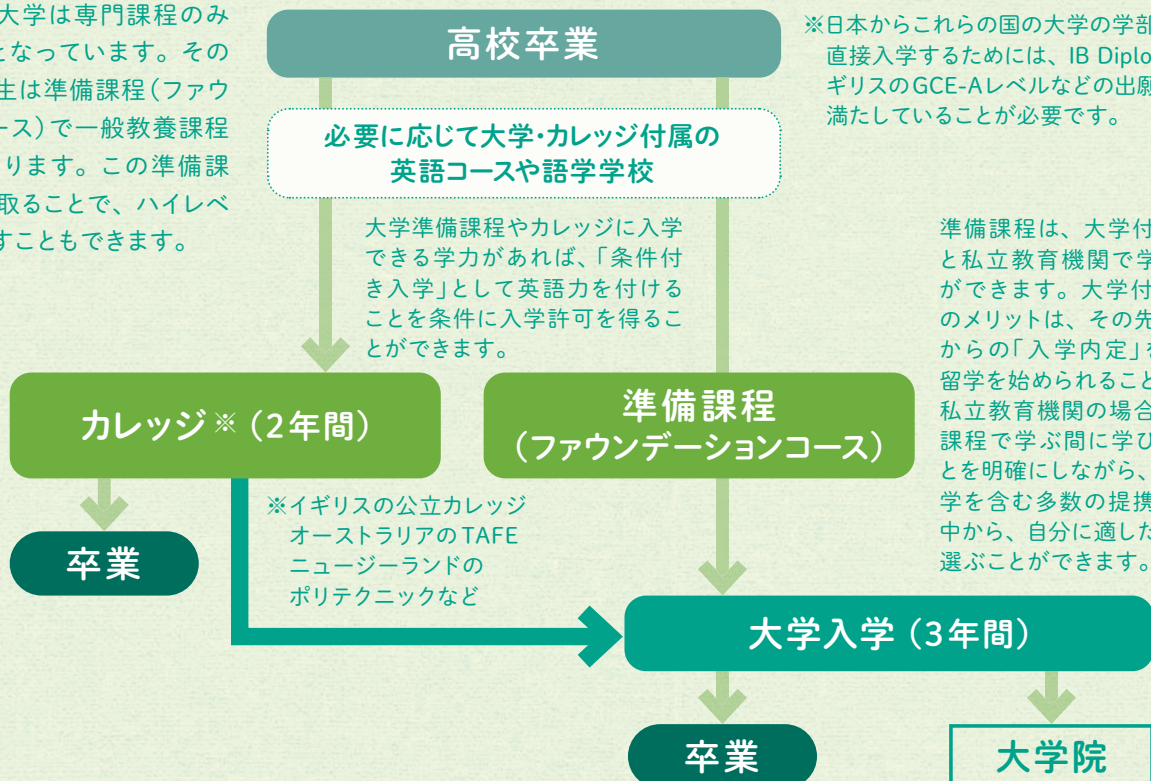 大学は専門課程のみ
となっています。その
生は準備課程(ファウ
ース)で一般教養課程
ります。この準備課
取ることで、ハイレベ
すこともできます。
高校卒業
※日本からこれらの国の大学の学部
直接入学するためには、IB Diplo
ギリスのGCE-Aレベルなどの出願
満たしていることが必要です。
必要に応じて大学・カレッジ付属の
英語コースや語学学校
大学準備課程やカレッジに入学
できる学力があれば、「条件付
き入学」として英語力を付ける
ことを条件に入学許可を得るこ
とができます。
準備課程は、大学付
と私立教育機関で学
ができます。大学付
のメリットは、その先
からの「入学内定」を
留学を始められること
私立教育機関の場合
課程で学ぶ間に学び
とを明確にしながら、
学を含む多数の提携
中から、自分に適した
選ぶことができます。
カレッジ※(2年間)
準備課程
(ファウンデーションコース)
※イギリスの公立カレッジ
オーストラリアのTAFE
ニュージーランドの
ポリテクニックなど
卒業
大学入学(3年間)
卒業
大学院